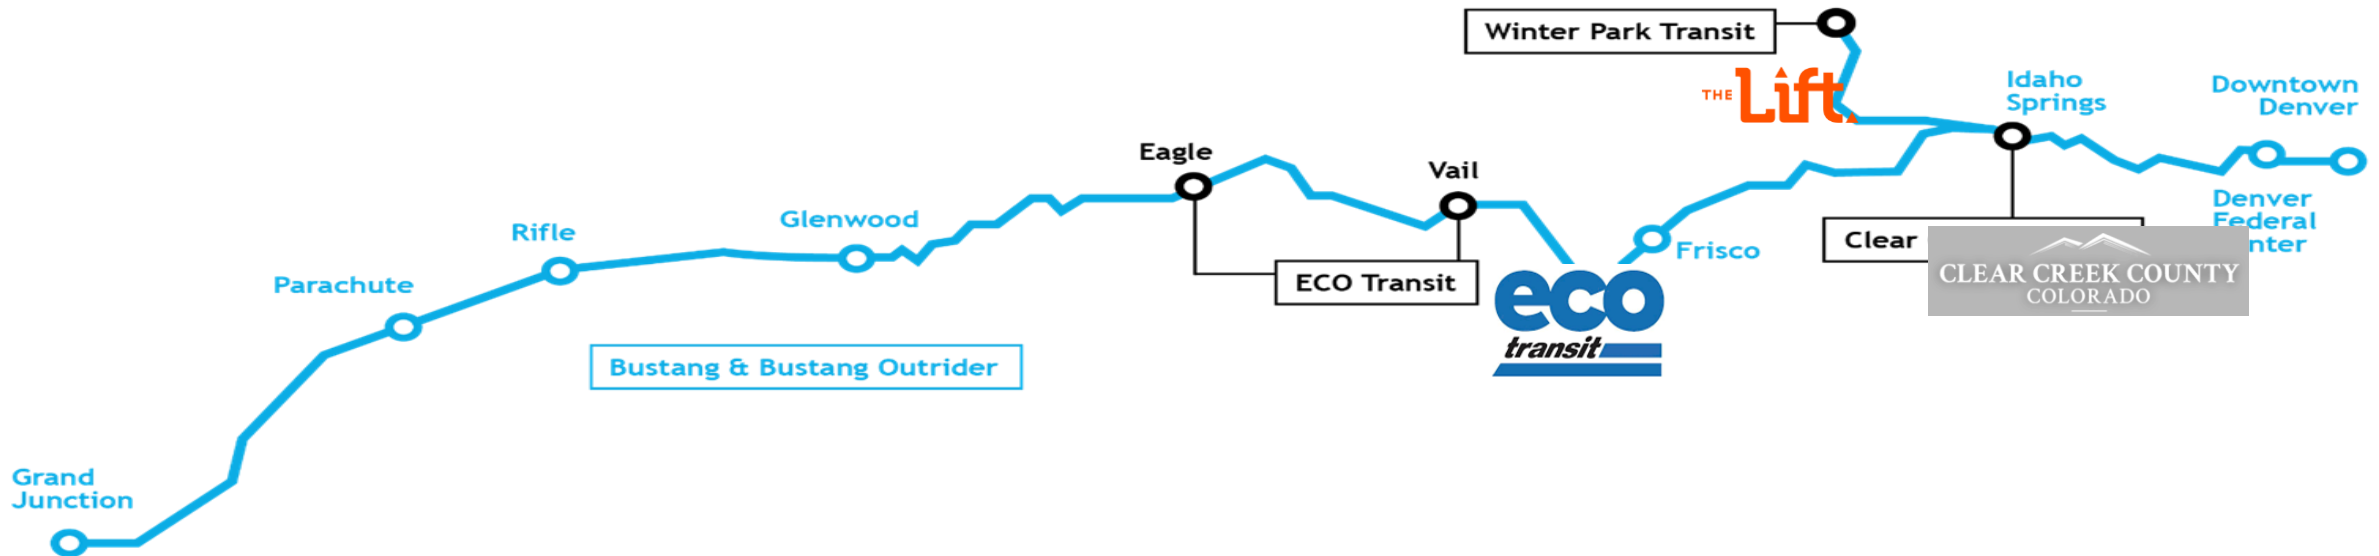 Winter Park Transit
THE Lift
Idaho
Springs
Downtown
Denver
Eagle
Vail
Glenwood
Rifle
Parachute
Grand
Junction
Bustang & Bustang Outrider
ECO Transit
eco
transit
Frisco
Clear
CLEAR CREEK COUNTY
COLORADO
Denver
Federal